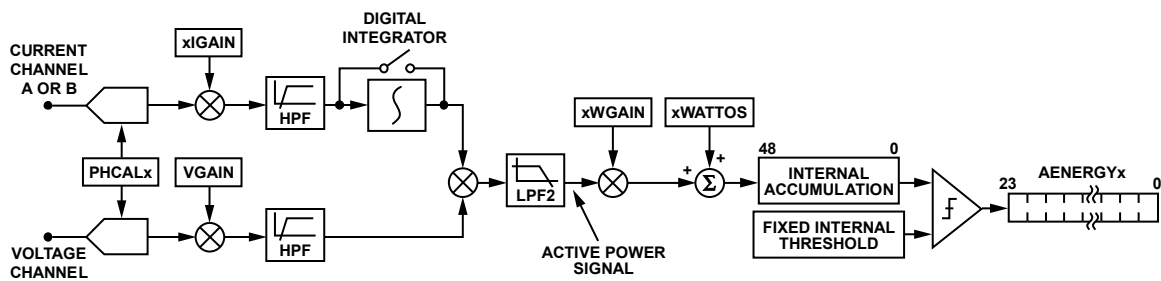 DIGITAL
INTEGRATOR
xIGAIN
CURRENT
CHANNEL
A OR B
HPF
PHCALx
VGAIN
VOLTAGE
CHANNEL
HPF
LPF2
ACTIVE POWER
SIGNAL
xWGAIN
xWATTOS
+
+
Σ
48
0
INTERNAL
ACCUMULATION
FIXED INTERNAL
THRESHOLD
AENERGYx
23
0